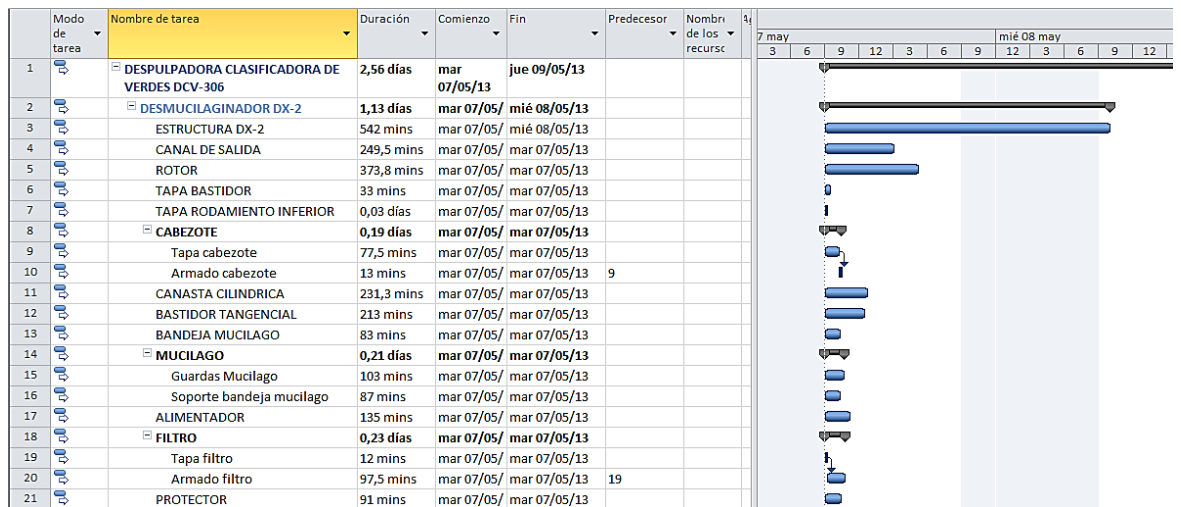 Modo de tarea Nombre de tarea Duración Comienzo Fin Predecesor Nombre de los recurso
7 may mié 08 may
3 6 9 12 3 6 9 12 3 6 9 12
1 DESPULPADORA CLASIFICADORA DE VERDES DCV-306 2,56 días mar 07/05/13 jue 09/05/13
2 DESMUCILAGINADOR DX-2 1,13 días mar 07/05/ mié 08/05/13
3 ESTRUCTURA DX-2 542 mins mar 07/05/ mié 08/05/13
4 CANAL DE SALIDA 249,5 mins mar 07/05/ mar 07/05/13
5 ROTOR 373,8 mins mar 07/05/ mar 07/05/13
6 TAPA BASTIDOR 33 mins mar 07/05/ mar 07/05/13
7 TAPA RODAMIENTO INFERIOR 0,03 días mar 07/05/ mar 07/05/13
8 CABEZOTE 0,19 días mar 07/05/ mar 07/05/13
9 Tapa cabezote 77,5 mins mar 07/05/ mar 07/05/13
10 Armado cabezote 13 mins mar 07/05/ mar 07/05/13 9
11 CANASTA CILINDRICA 231,3 mins mar 07/05/ mar 07/05/13
12 BASTIDOR TANGENCIAL 213 mins mar 07/05/ mar 07/05/13
13 BANDEJA MUCILAGO 83 mins mar 07/05/ mar 07/05/13
14 MUCILAGO 0,21 días mar 07/05/ mar 07/05/13
15 Guardas Mucilago 103 mins mar 07/05/ mar 07/05/13
16 Soporte bandeja mucilago 87 mins mar 07/05/ mar 07/05/13
17 ALIMENTADOR 135 mins mar 07/05/ mar 07/05/13
18 FILTRO 0,23 días mar 07/05/ mar 07/05/13
19 Tapa filtro 12 mins mar 07/05/ mar 07/05/13
20 Armado filtro 97,5 mins mar 07/05/ mar 07/05/13 19
21 PROTECTOR 91 mins mar 07/05/ mar 07/05/13